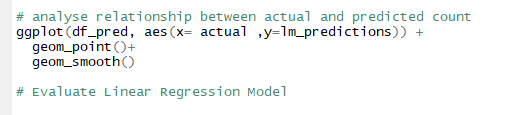 # analyse relationship between actual and predicted count
ggplot(df_pred, aes(x= actual ,y=lm_predictions)) +
  geom_point()+
  geom_smooth()

# Evaluate Linear Regression Model